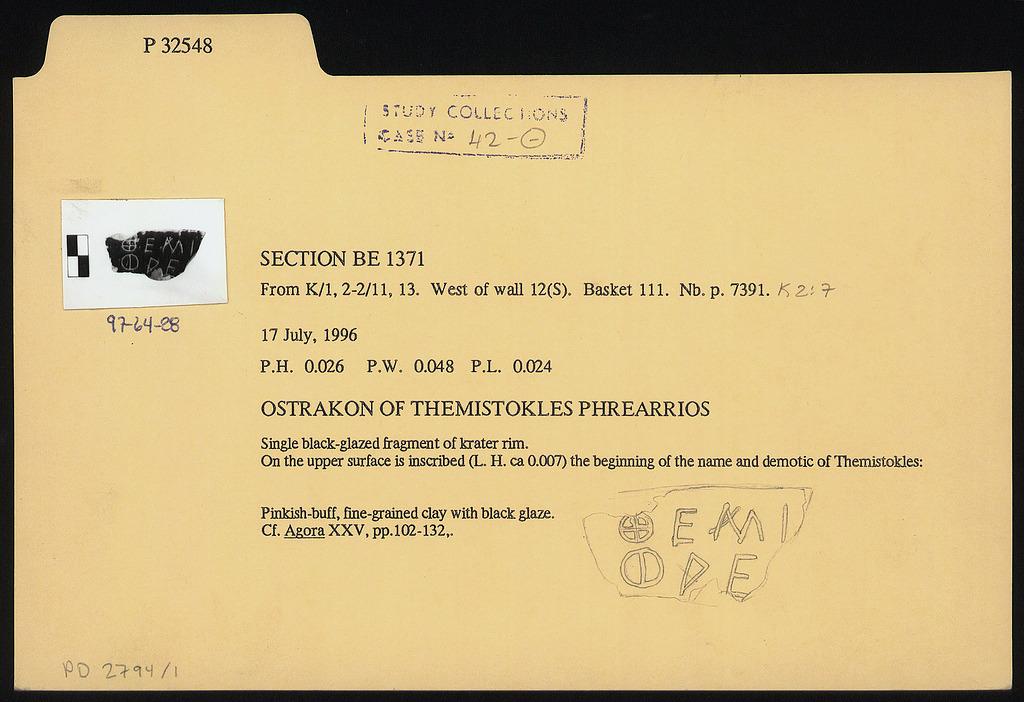 P 32548
STUDY COLLECTIONS
CASE Nº 42-Θ
SECTION BE 1371
From K/1, 2-2/11, 13. West of wall 12(S). Basket 111. Nb. p. 7391. K 2:7
97-64-28
17 July, 1996
P.H. 0.026 P.W. 0.048 P.L. 0.024
OSTRAKON OF THEMISTOKLES PHREARRIOS
Single black-glazed fragment of krater rim.
On the upper surface is inscribed (L. H. ca 0.007) the beginning of the name and demotic of Themistokles:
Pinkish-buff, fine-grained clay with black glaze.
Cf. Agora XXV, pp.102-132,.
ΘΕΜΙ
ΦΡΕ
ΘΕΜΙ
ΦΡΕ
PD 2794/1